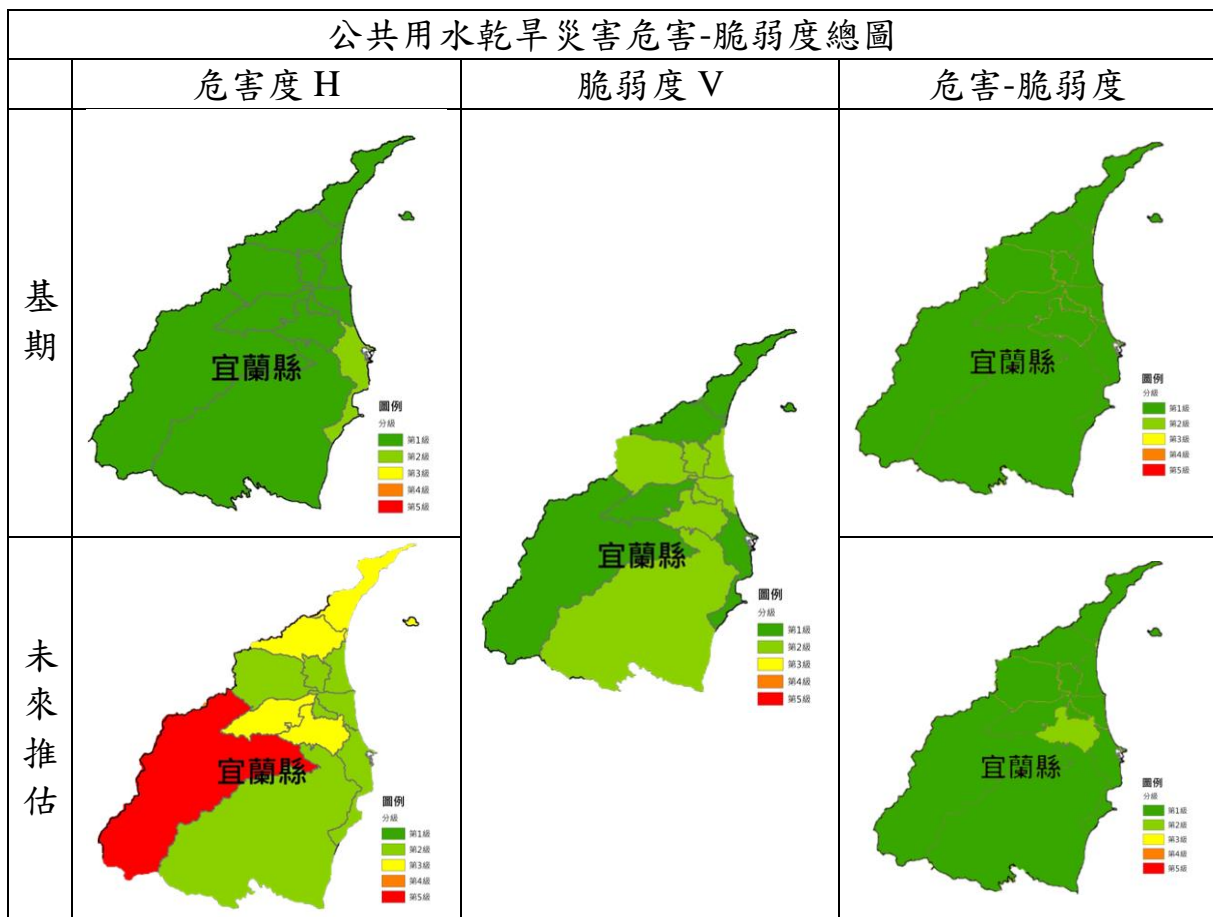 公共用水乾旱災害危害-脆弱度總圖
危害度 H
脆弱度 V
危害-脆弱度
基期
宜蘭縣
圖例
分級
第1級
第2級
第3級
第4級
第5級
宜蘭縣
圖例
分級
第1級
第2級
第3級
第4級
第5級
宜蘭縣
圖例
分級
第1級
第2級
第3級
第4級
第5級
未來推估
宜蘭縣
圖例
分級
第1級
第2級
第3級
第4級
第5級
宜蘭縣
圖例
分級
第1級
第2級
第3級
第4級
第5級